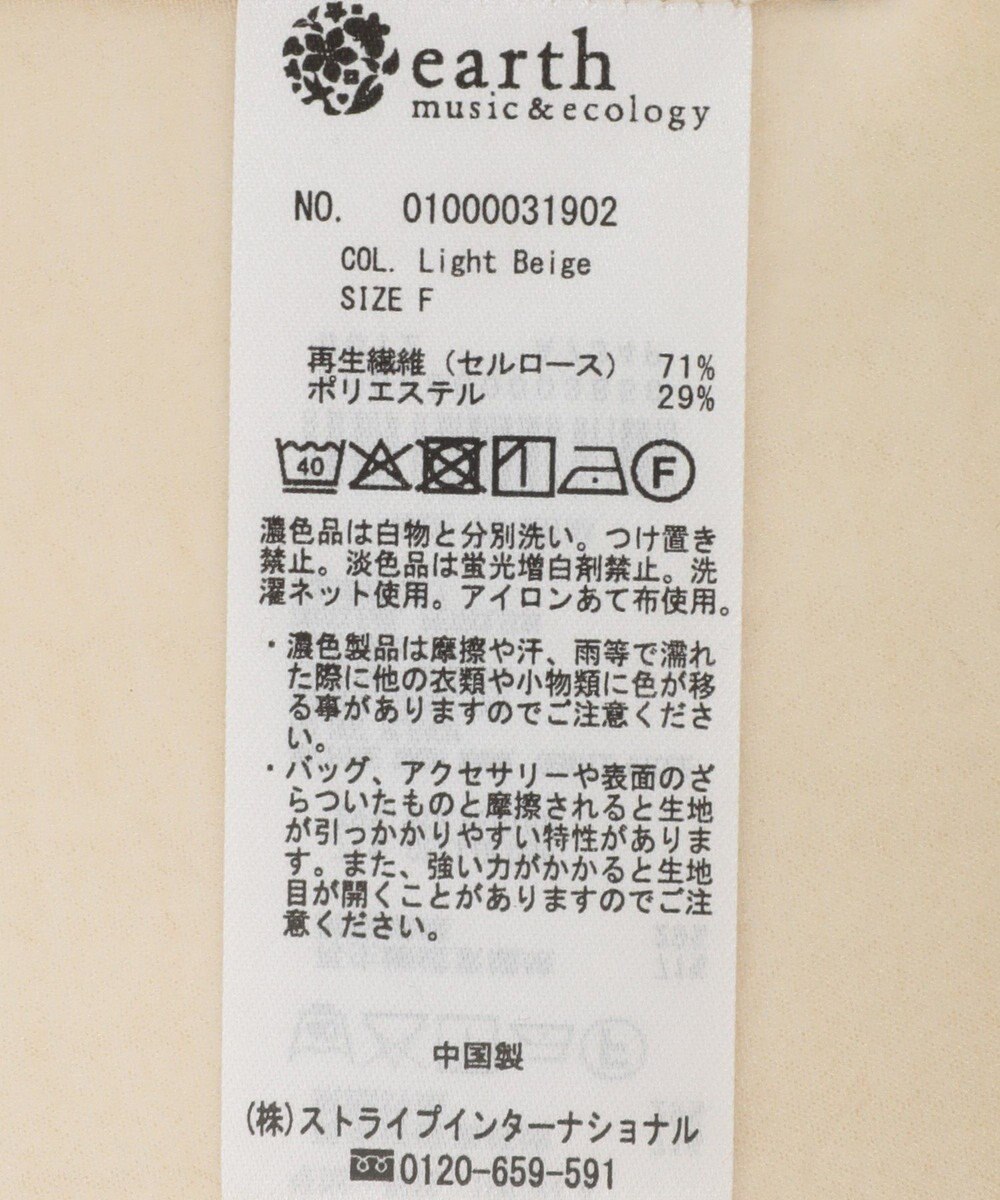 earth
music&ecology
NO. 01000031902
COL. Light Beige
SIZE F
再生繊維（セルロース） 71%
ポリエステル 29%
40
F
濃色品は白物と分別洗い。つけ置き
禁止。淡色品は蛍光増白剤禁止。洗
濯ネット使用。アイロンあて布使用。
・濃色製品は摩擦や汗、雨等で濡れ
た際に他の衣類や小物類に色が移
る事がありますのでご注意くださ
い。
・バッグ、アクセサリーや表面のざ
らついたものと摩擦されると生地
が引っかかりやすい特性がありま
す。また、強い力がかかると生地
目が開くことがありますのでご注
意ください。
中国製
(株)ストライプインターナショナル
0120-659-591